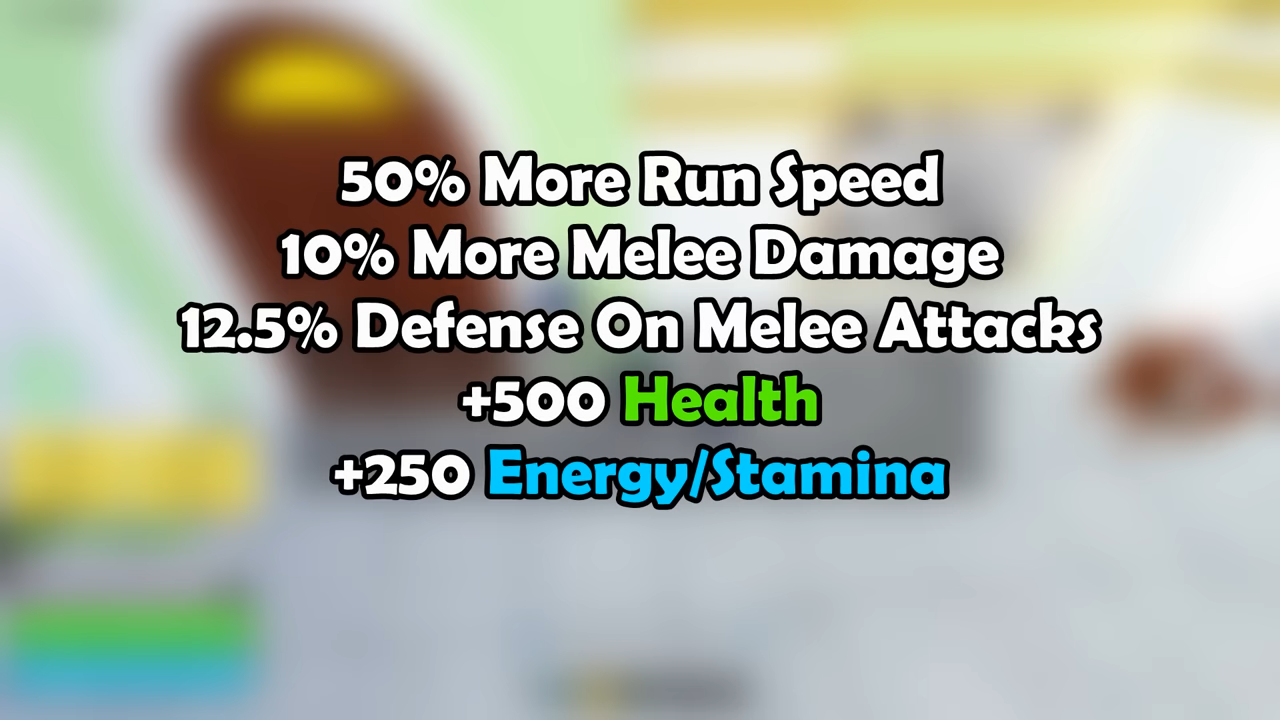 50% More Run Speed
10% More Melee Damage
12.5% Defense On Melee Attacks
+500 Health
+250 Energy/Stamina